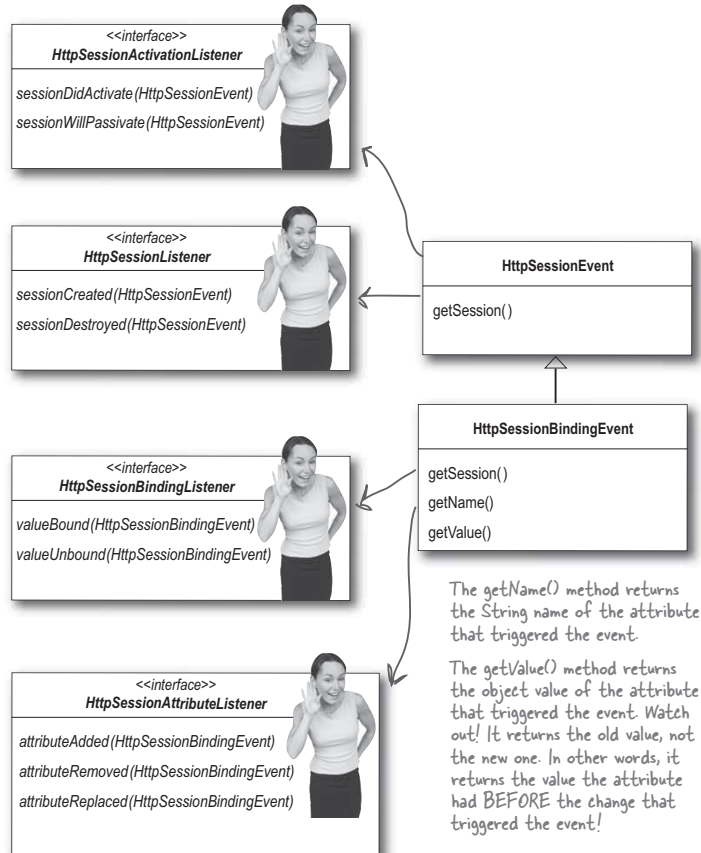 <<interface>>
HttpSessionActivationListener
sessionDidActivate(HttpSessionEvent)
sessionWillPassivate(HttpSessionEvent)
<<interface>>
HttpSessionListener
sessionCreated(HttpSessionEvent)
sessionDestroyed(HttpSessionEvent)
HttpSessionEvent
getSession()
<<interface>>
HttpSessionBindingListener
valueBound(HttpSessionBindingEvent)
valueUnbound(HttpSessionBindingEvent)
HttpSessionBindingEvent
getSession()
getName()
getValue()
The getName() method returns
the String name of the attribute
that triggered the event.
The getValue() method returns
the object value of the attribute
that triggered the event. Watch
out! It returns the old value, not
the new one. In other words, it
returns the value the attribute
had BEFORE the change that
triggered the event!
<<interface>>
HttpSessionAttributeListener
attributeAdded(HttpSessionBindingEvent)
attributeRemoved(HttpSessionBindingEvent)
attributeReplaced(HttpSessionBindingEvent)